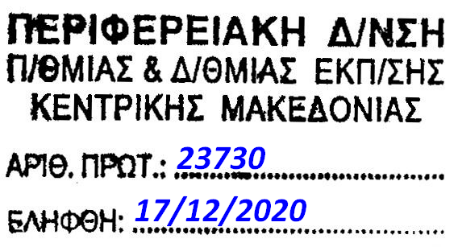 ΠΕΡΙΦΕΡΕΙΑΚΗ Δ/ΝΣΗ
Π/ΘΜΙΑΣ & Δ/ΘΜΙΑΣ ΕΚΠ/ΣΗΣ
ΚΕΝΤΡΙΚΗΣ ΜΑΚΕΔΟΝΙΑΣ
ΑΡΙΘ. ΠΡΩΤ.: 23730
ΕΛΗΦΘΗ: 17/12/2020